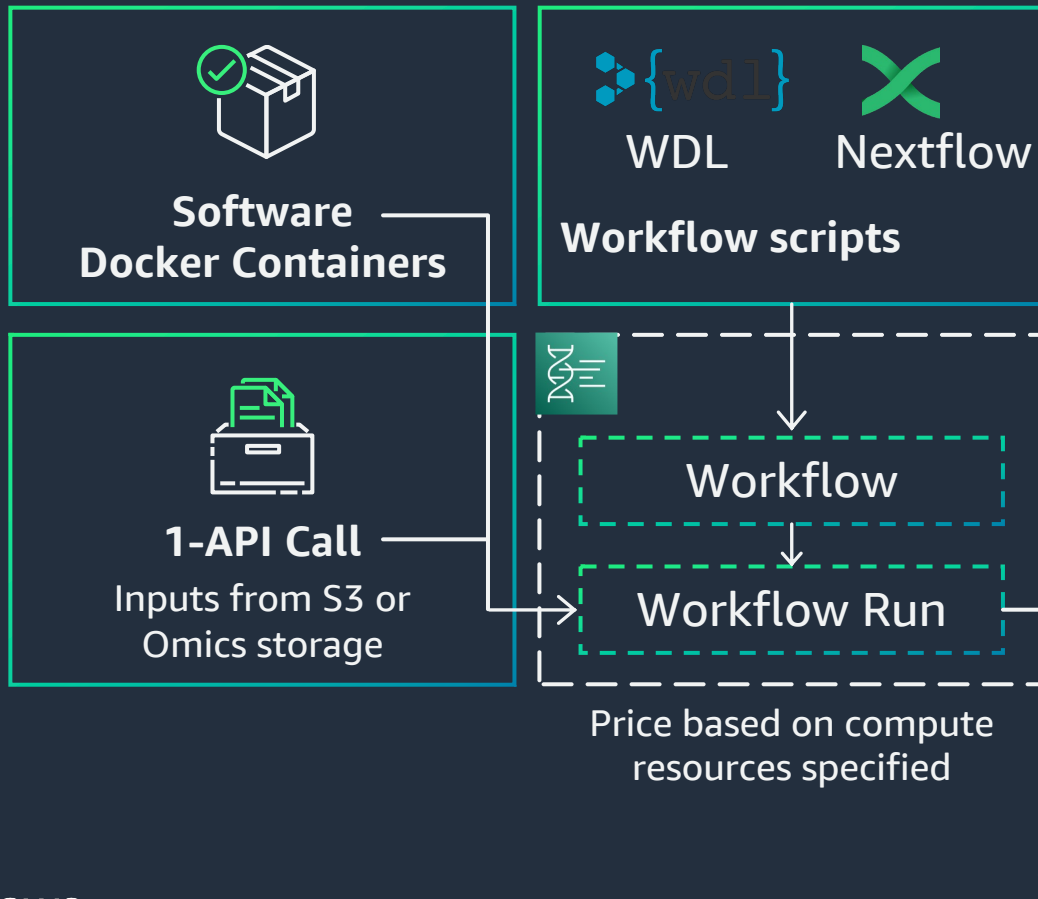 Software
Docker Containers
{wdl}
WDL
Nextflow
Workflow scripts
1-API Call
Inputs from S3 or
Omics storage
Workflow
Workflow Run
Price based on compute
resources specified